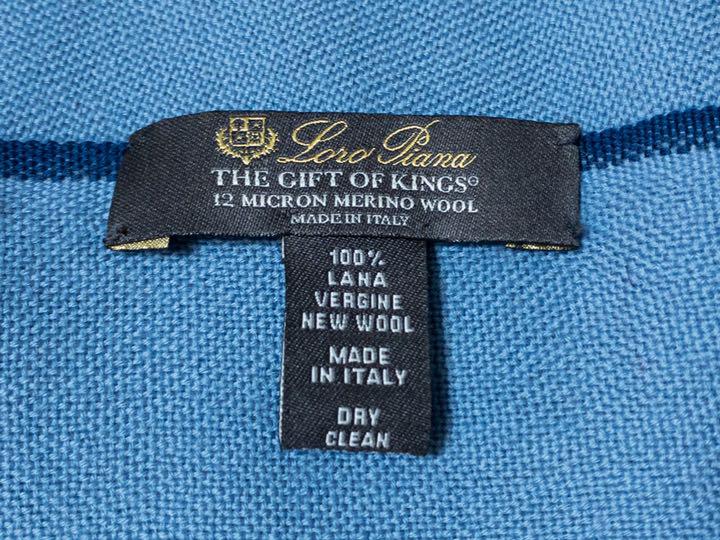 Loro Piana
THE GIFT OF KINGS®
12 MICRON MERINO WOOL
MADE IN ITALY
100%
LANA
VERGINE
NEW WOOL
MADE
IN ITALY
DRY
CLEAN